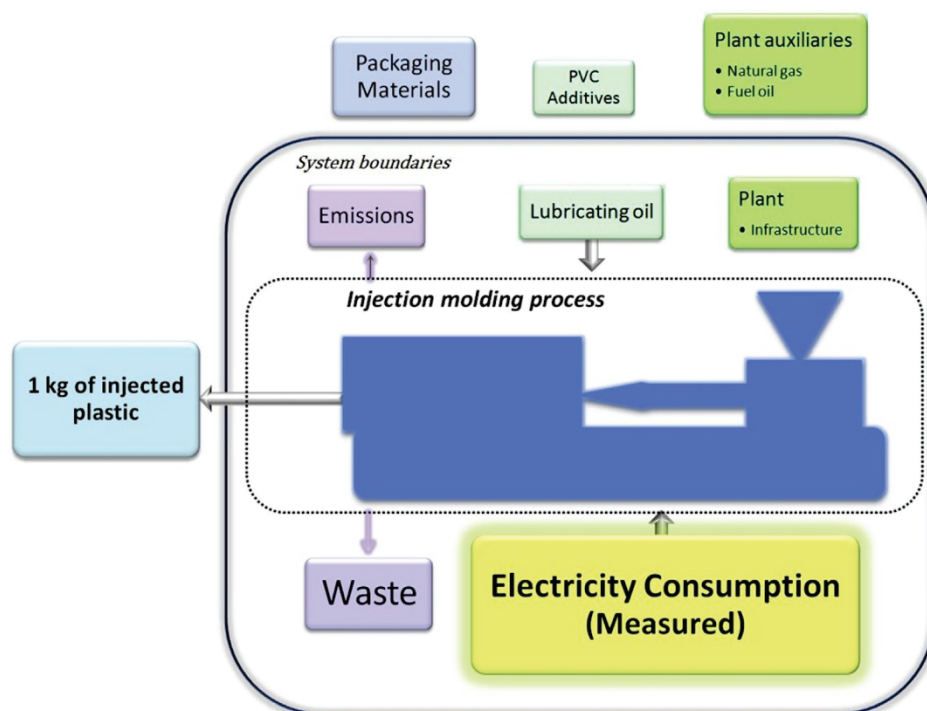 Packaging
Materials
PVC
Additives
Plant auxiliaries
• Natural gas
• Fuel oil
System boundaries
Emissions
Lubricating oil
Plant
• Infrastructure
Injection molding process
1 kg of injected
plastic
Waste
Electricity Consumption
(Measured)